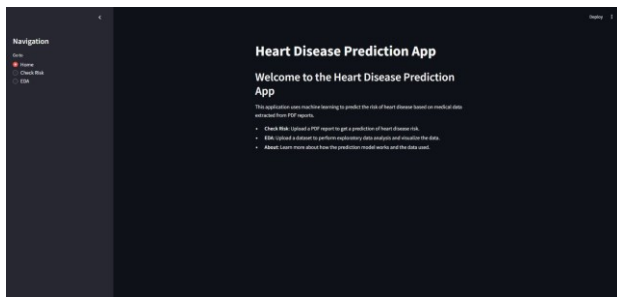 Deploy
Navigation
Go to
Home
Check Risk
EDA
Heart Disease Prediction App
Welcome to the Heart Disease Prediction
App
This application uses machine learning to predict the risk of heart disease based on medical data
extracted from PDF reports.
• Check Risk: Upload a PDF report to get a prediction of heart disease risk.
• EDA: Upload a dataset to perform exploratory data analysis and visualize the data.
• About: Learn more about how the prediction model works and the data used.